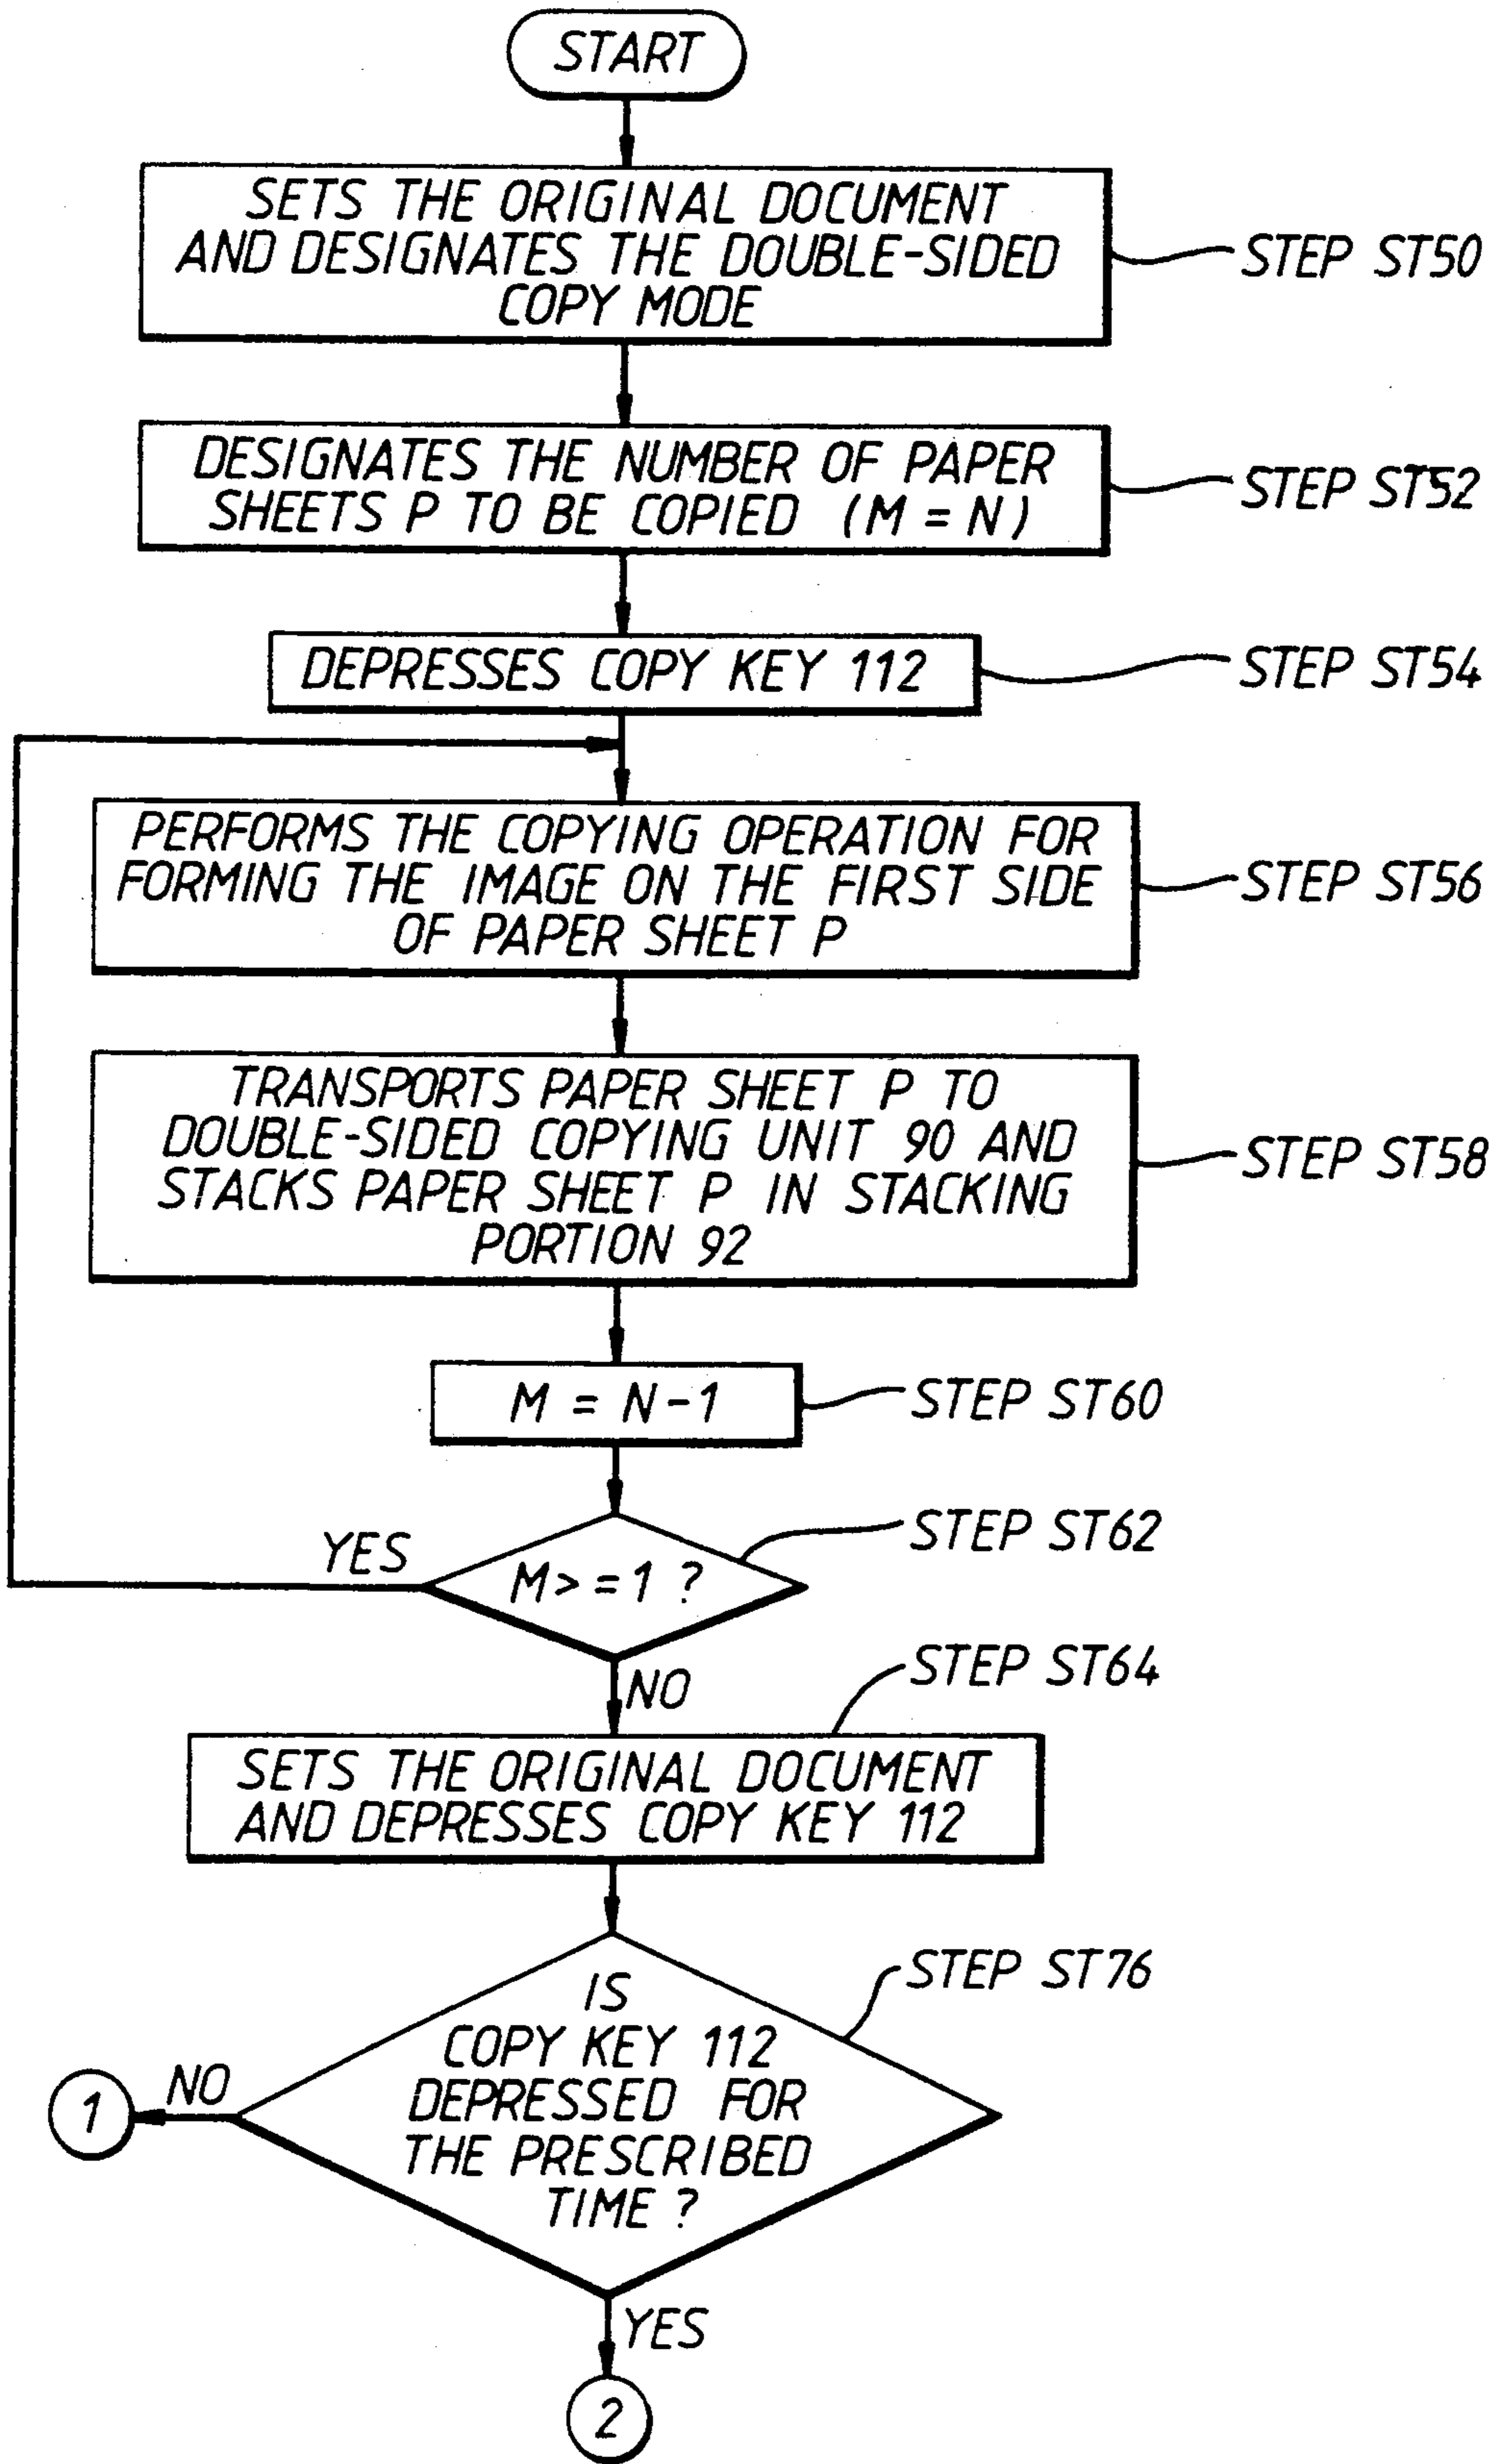 START
SETS THE ORIGINAL DOCUMENT
AND DESIGNATES THE DOUBLE-SIDED
COPY MODE
STEP ST50
DESIGNATES THE NUMBER OF PAPER
SHEETS P TO BE COPIED (M = N)
STEP ST52
DEPRESSES COPY KEY 112
STEP ST54
PERFORMS THE COPYING OPERATION FOR
FORMING THE IMAGE ON THE FIRST SIDE
OF PAPER SHEET P
STEP ST56
TRANSPORTS PAPER SHEET P TO
DOUBLE-SIDED COPYING UNIT 90 AND
STACKS PAPER SHEET P IN STACKING
PORTION 92
STEP ST58
M = N-1
STEP ST60
YES
M>=1 ?
STEP ST62
NO
STEP ST64
SETS THE ORIGINAL DOCUMENT
AND DEPRESSES COPY KEY 112
STEP ST76
IS
COPY KEY 112
DEPRESSED FOR
THE PRESCRIBED
TIME ?
NO
1
YES
2